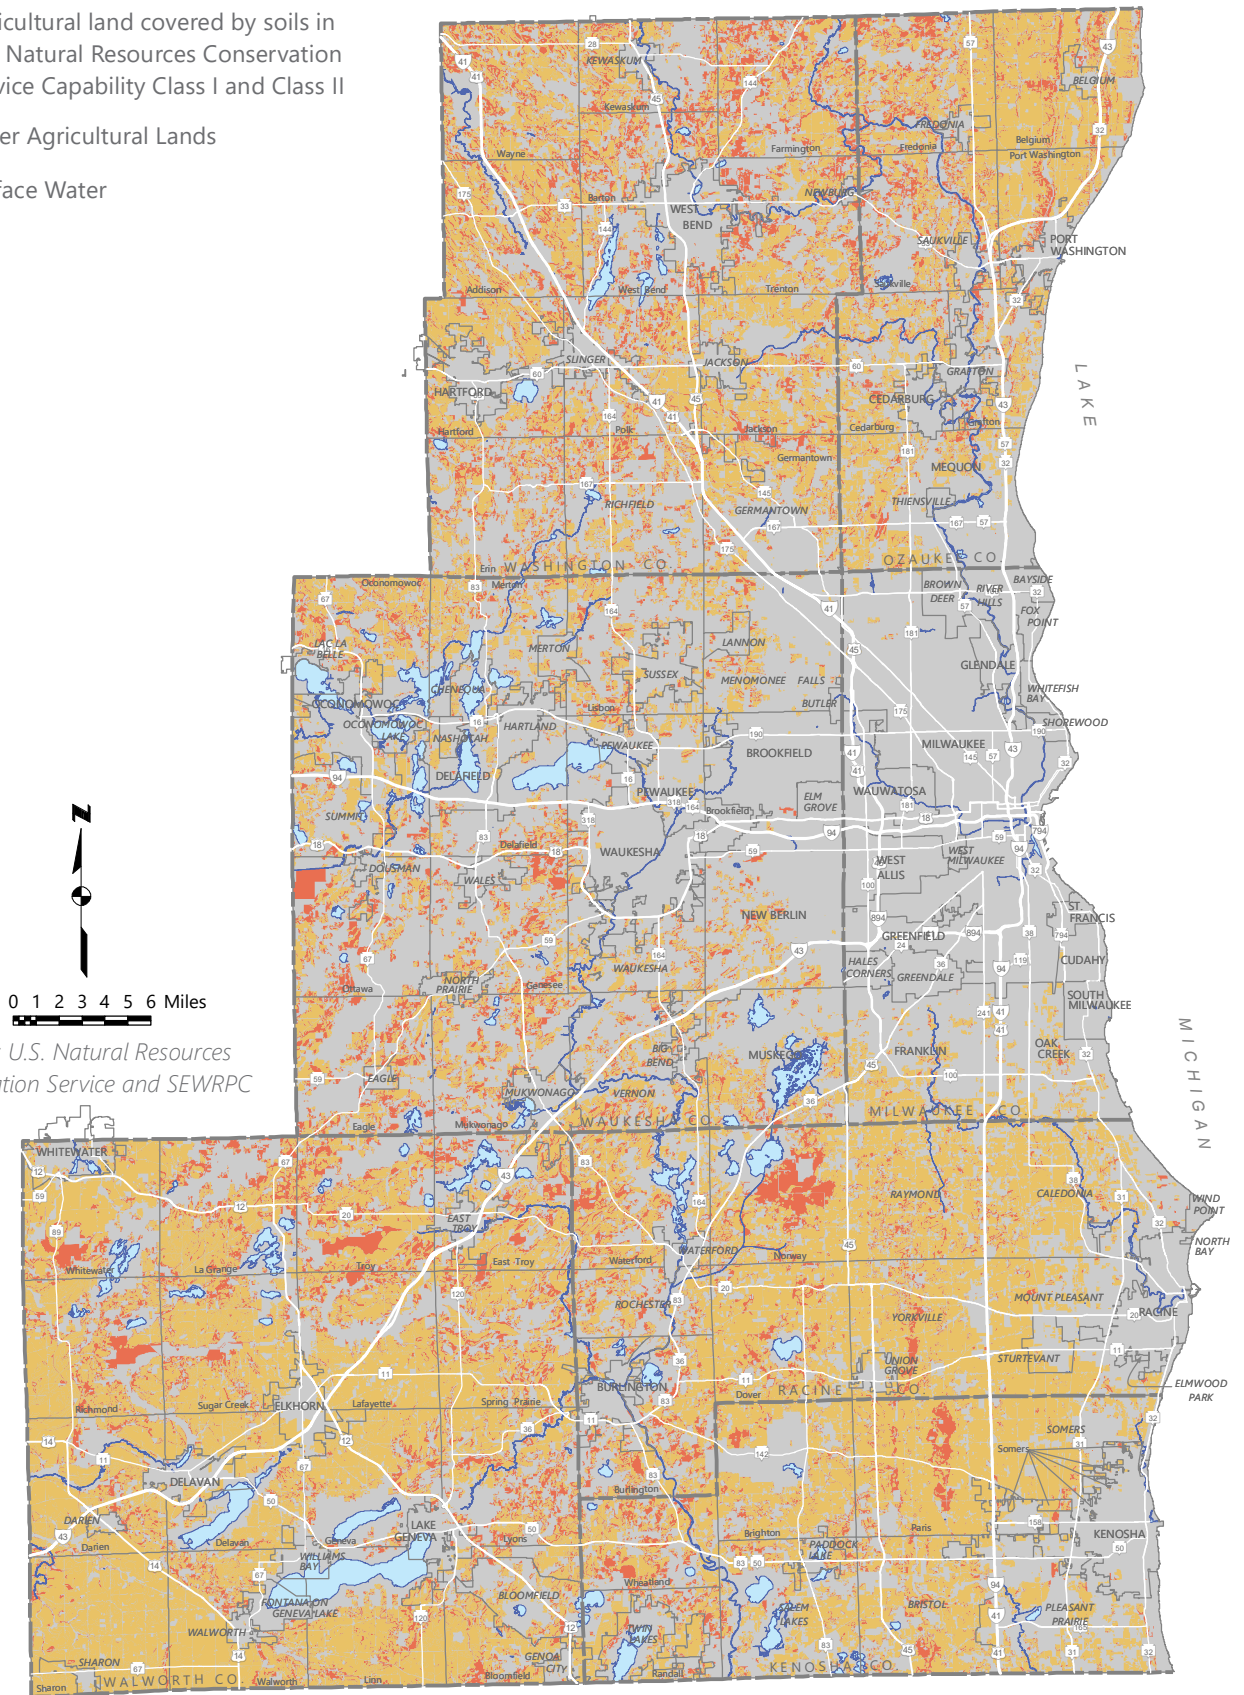 ricultural land covered by soils in
Natural Resources Conservation
vice Capability Class I and Class II
er Agricultural Lands
face Water
N
0 1 2 3 4 5 6 Miles
: U.S. Natural Resources
ation Service and SEWRPC
LAKE
MICHIGAN
KEWASKUM
Kewaskum
Wayne
Farmington
FREDONIA
Fredonia
BELGIUM
Belgium
Port Washington
Barton
WEST
BEND
NEWBURG
SAUKVILLE
Saukville
PORT
WASHINGTON
Addison
West Bend
Trenton
SLINGER
JACKSON
GRAFTON
HARTFORD
CEDARBURG
Hartford
Polk
Jackson
Cedarburg
Grafton
Germantown
MEQUON
RICHFIELD
GERMANTOWN
THIENSVILLE
Erin
WASHINGTON CO
OZAUKEE CO
Oconomowoc
Merton
BROWN
DEER
RIVER
HILLS
BAYSIDE
FOX
POINT
LAC LA
BELLE
MERTON
LANNON
SUSSEX
MENOMONEE FALLS
GLENDALE
CHENEQUA
OCONOMOWOC
OCONOMOWOC
LAKE
NASHOTAH
HARTLAND
Lisbon
BUTLER
WHITEFISH
BAY
SHOREWOOD
PEWAUKEE
BROOKFIELD
MILWAUKEE
DELAFIELD
PEWAUKEE
Brookfield
ELM
GROVE
WAUWATOSA
SUMMIT
Delafield
WAUKESHA
WEST
MILWAUKEE
WEST
ALLIS
DOUSMAN
WALES
NEW BERLIN
ST.
FRANCIS
GREENFIELD
WAUKESHA
HALES
CORNERS
GREENDALE
CUDAHY
Ottawa
NORTH
PRAIRIE
Genesee
SOUTH
MILWAUKEE
BIG
BEND
MUSKEGO
FRANKLIN
OAK
CREEK
EAGLE
MUKWONAGO
VERNON
Eagle
Mukwonago
WAUKESHA CO
MILWAUKEE CO
WHITEWATER
RAYMOND
CALEDONIA
WIND
POINT
EAST
TROY
NORTH
BAY
Whitewater
La Grange
Troy
East Troy
Waterford
WATERFORD
Norway
ROCHESTER
MOUNT PLEASANT
RACINE
YORKVILLE
UNION
GROVE
STURTEVANT
ELMWOOD
PARK
BURLINGTON
Dover
RACINE CO
Richmond
Sugar Creek
ELKHORN
Lafayette
Spring Prairie
SOMERS
Somers
DELAVAN
Burlington
DARIEN
Darien
Delavan
Geneva
LAKE
GENEVA
Lyons
Brighton
Paris
KENOSHA
WILLIAMS
BAY
PADDOCK
LAKE
FONTANA ON
GENEVA LAKE
BLOOMFIELD
Wheatland
SALEM
LAKES
BRISTOL
PLEASANT
PRAIRIE
WALWORTH
TWIN
LAKES
GENOA
CITY
SHARON
Sharon
WALWORTH CO
Walworth
Linn
Bloomfield
Randall
KENOSHA CO